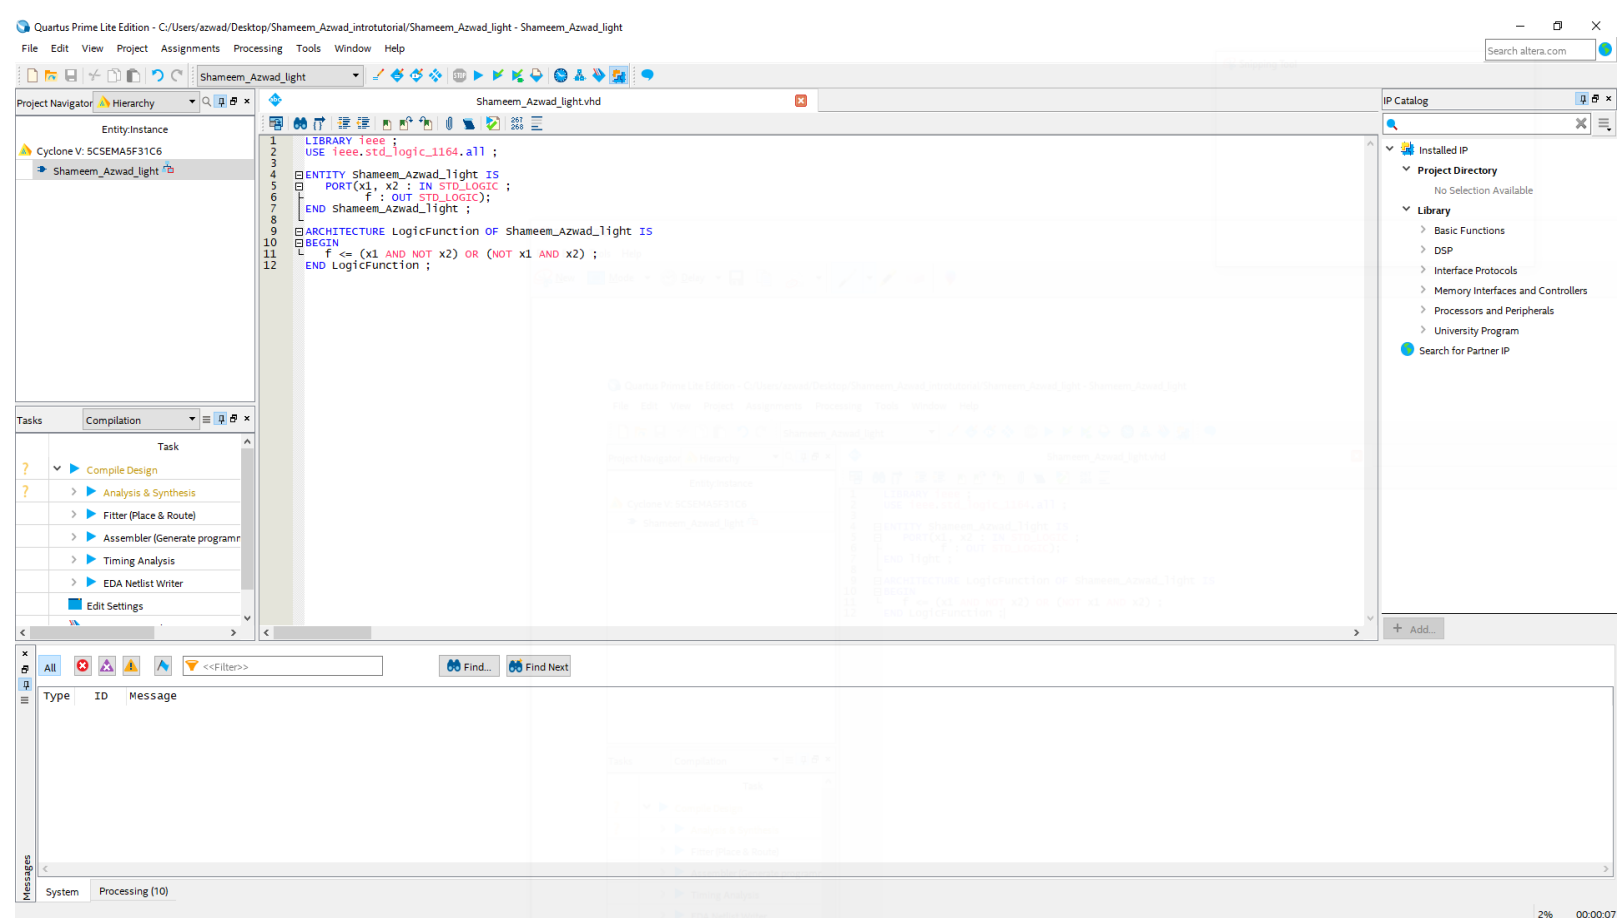 Quartus Prime Lite Edition - C:/Users/azwad/Desktop/Shameem_Azwad_introtutorial/Shameem_Azwad_light - Shameem_Azwad_light
File Edit View Project Assignments Processing Tools Window Help
Search altera.com
Shameem_Azwad_light
Project Navigator Hierarchy
Shameem_Azwad_light.vhd
IP Catalog
Entity:Instance
Cyclone V: 5CSEMA5F31C6
Shameem_Azwad_light
267
268
1 LIBRARY ieee ;
2 USE ieee.std_logic_1164.all ;
3
4 ENTITY Shameem_Azwad_light IS
5 PORT(x1, x2 : IN STD_LOGIC ;
6 f : OUT STD_LOGIC);
7 END Shameem_Azwad_light ;
8
9 ARCHITECTURE LogicFunction OF Shameem_Azwad_light IS
10 BEGIN
11 f <= (x1 AND NOT x2) OR (NOT x1 AND x2) ;
12 END LogicFunction ;
Installed IP
Project Directory
No Selection Available
Library
Basic Functions
DSP
Interface Protocols
Memory Interfaces and Controllers
Processors and Peripherals
University Program
Search for Partner IP
+ Add...
Tasks Compilation
Task
? Compile Design
? Analysis & Synthesis
Fitter (Place & Route)
Assembler (Generate programr
Timing Analysis
EDA Netlist Writer
Edit Settings
All <<Filter>> Find... Find Next
Type ID Message
Messages
System Processing (10)
2% 00:00:07